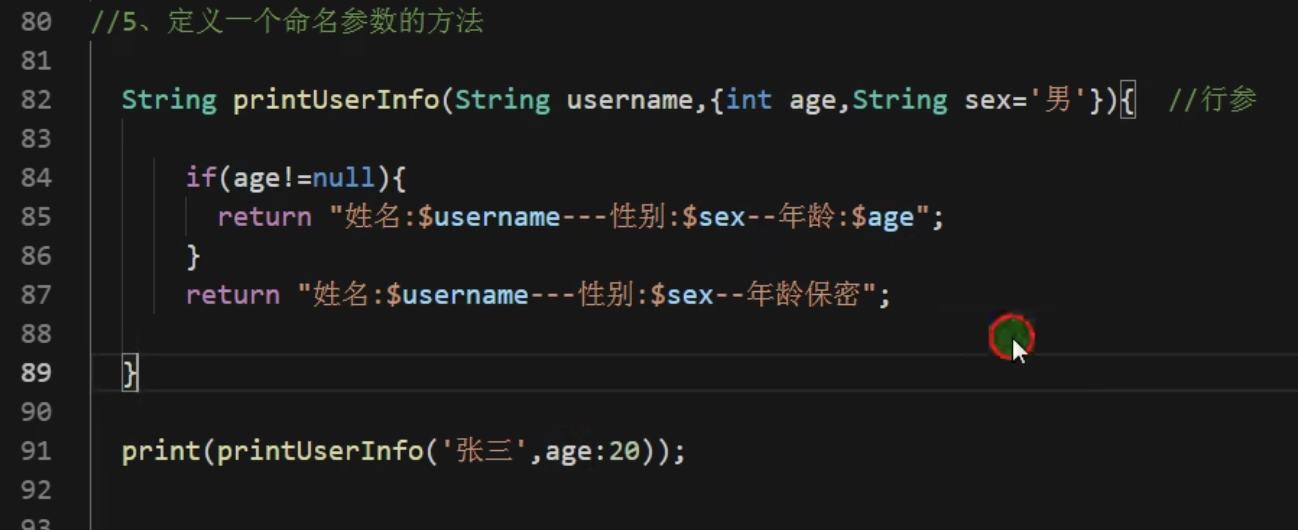 80 //5、定义一个命名参数的方法
81
82 String printUserInfo(String username,{int age,String sex='男'}){ //行参
83
84 if(age!=null){
85 return "姓名:$username---性别:$sex--年龄:$age";
86 }
87 return "姓名:$username---性别:$sex--年龄保密";
88
89 }
90
91 print(printUserInfo('张三',age:20));
92
93